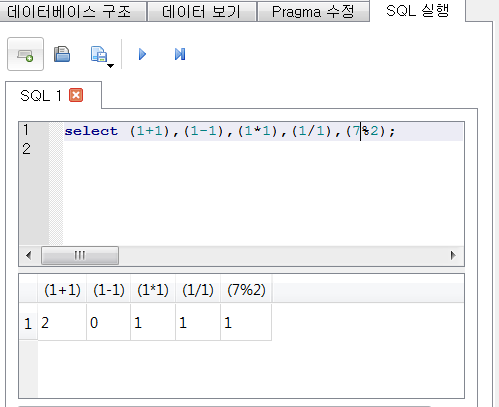 데이터베이스 구조 데이터 보기 Pragma 수정 SQL 실행
SQL 1
1 select (1+1),(1-1),(1*1),(1/1),(7%2);
2
(1+1) (1-1) (1*1) (1/1) (7%2)
1 2 0 1 1 1